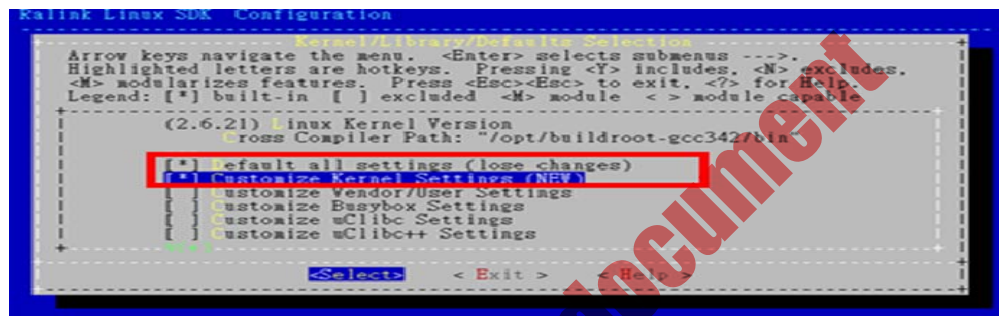 Ralink Linux SDK Configuration
Kernel/Library/Defaults Selection
Arrow keys navigate the menu. <Enter> selects submenus --->.
Highlighted letters are hotkeys. Pressing <Y> includes, <N> excludes,
<M> modularizes features. Press <Esc><Esc> to exit, <?> for Help.
Legend: [*] built-in [ ] excluded <M> module < > module capable
(2.6.21) Linux Kernel Version
Cross Compiler Path: "/opt/buildroot-gcc342/bin"
[*] Default all settings (lose changes)
[*] Customize Kernel Settings (NEW)
[ ] Customize Vendor/User Settings
[ ] Customize Busybox Settings
[ ] Customize uClibc Settings
[ ] Customize uClibc++ Settings
<Select> < Exit > < Help >
ocument